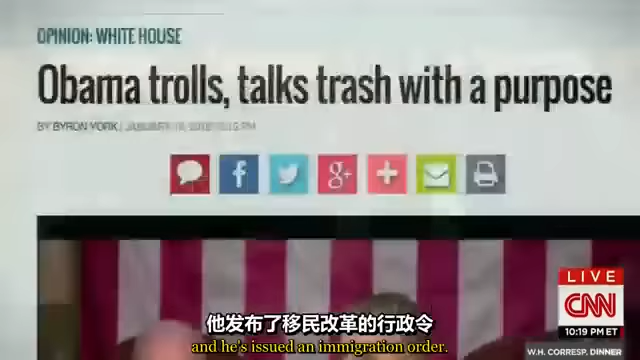 OPINION: WHITE HOUSE
Obama trolls, talks trash with a purpose
BY BYRON YORK
他发布了移民改革的行政令
and he's issued an immigration order.
LIVE
CNN
10:19 PM ET
W.H. CORRESP. DINNER